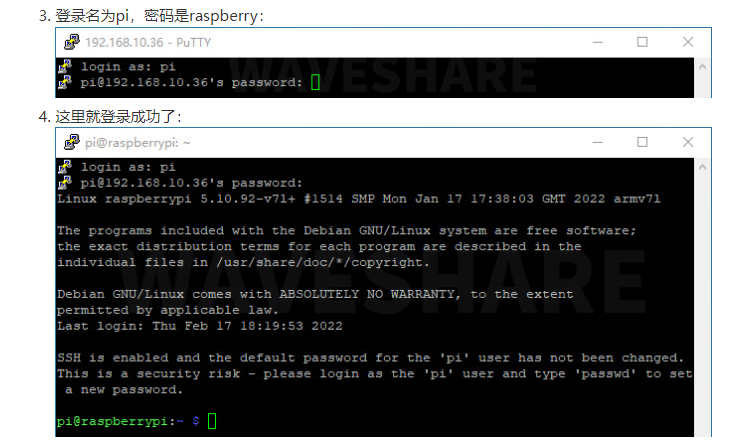 3. 登录名为pi，密码是raspberry：
192.168.10.36 - PuTTY
login as: pi
pi@192.168.10.36's password:
WAVESHARE
4. 这里就登录成功了：
pi@raspberrypi: ~
login as: pi
pi@192.168.10.36's password:
Linux raspberrypi 5.10.92-v7l+ #1514 SMP Mon Jan 17 17:38:03 GMT 2022 armv7l
The programs included with the Debian GNU/Linux system are free software;
the exact distribution terms for each program are described in the
individual files in /usr/share/doc/*/copyright.
WAVESHARE
Debian GNU/Linux comes with ABSOLUTELY NO WARRANTY, to the extent
permitted by applicable law.
Last login: Thu Feb 17 18:19:53 2022
SSH is enabled and the default password for the 'pi' user has not been changed.
This is a security risk - please login as the 'pi' user and type 'passwd' to set
a new password.
pi@raspberrypi:~ $